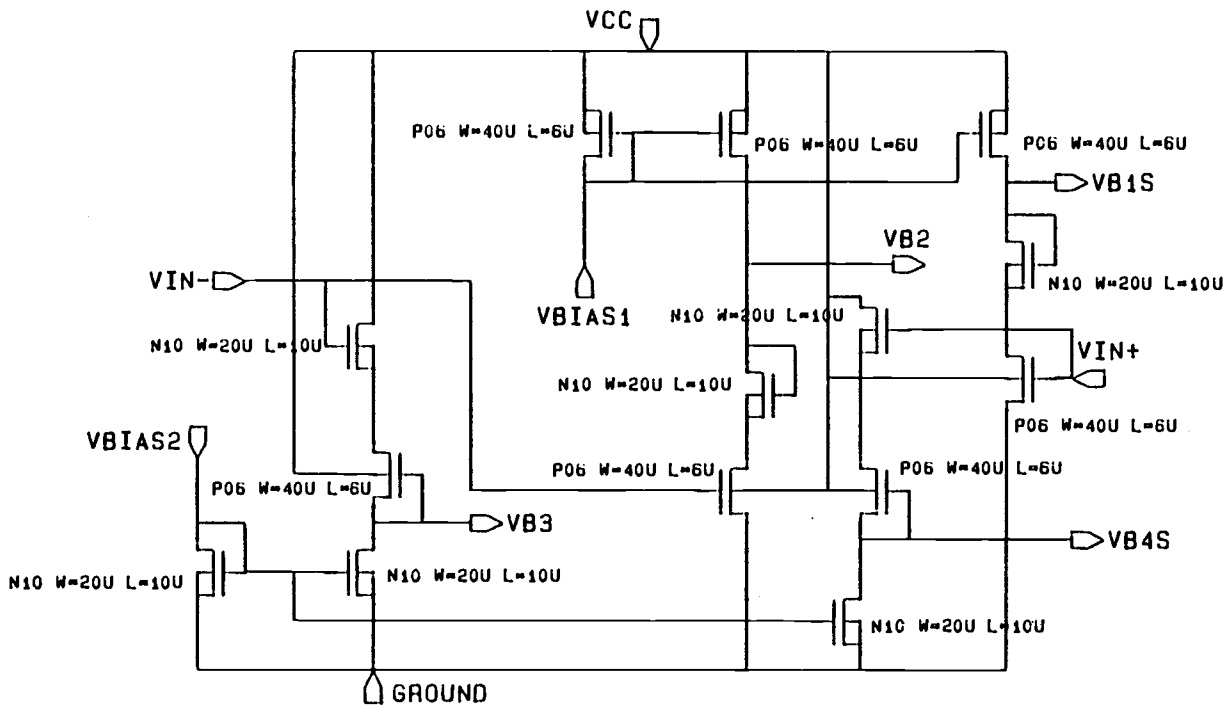 VCC
P06 W=40U L=6U
P06 W=40U L=6U
P06 W=40U L=6U
VB1S
VB2
VIN-
VBIAS1
N10 W=20U L=10U
N10 W=20U L=10U
N10 W=20U L=10U
VIN+
N10 W=20U L=10U
VBIAS2
P06 W=40U L=6U
P06 W=40U L=6U
P06 W=40U L=6U
P06 W=40U L=6U
VB3
VB4S
N10 W=20U L=10U
N10 W=20U L=10U
N10 W=20U L=10U
GROUND